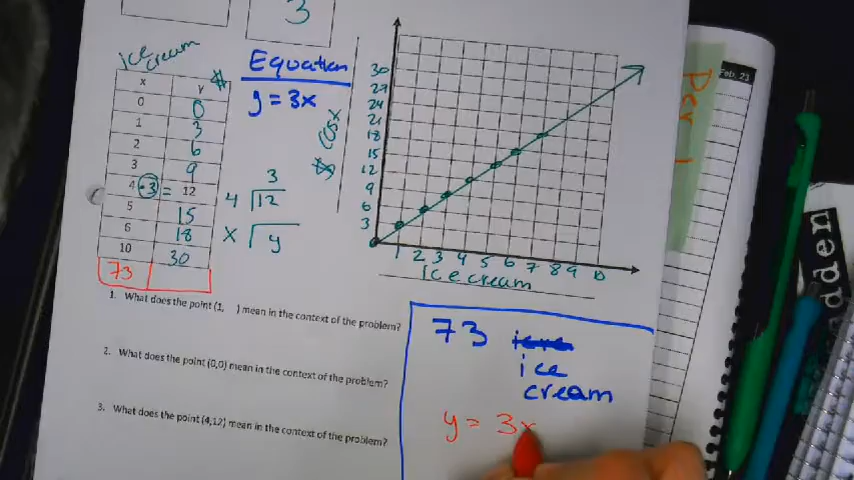 3
ice
cream
$
x y
0 0
1 3
2 6
3 9
4 •3 = 12
5 15
6 18
10 30
73
Equation
y = 3x
3
4 12
x y
30
27
24
21
18
15
12
9
6
3
1 2 3 4 5 6 7 8 9 10
ice cream
1. What does the point (1, ) mean in the context of the problem?
2. What does the point (0,0) mean in the context of the problem?
3. What does the point (4,12) mean in the context of the problem?
73
ice
cream
y = 3x
Per 1
Feb. 23
dden